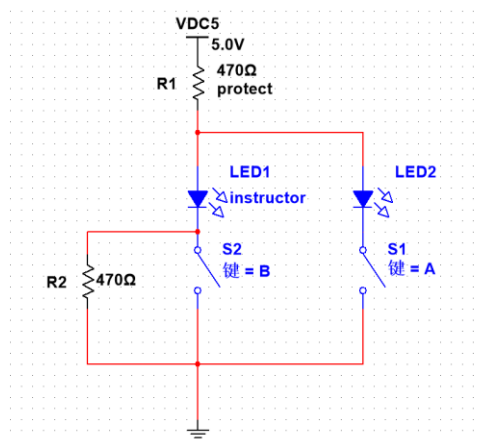 VDC5
5.0V
R1
470Ω
protect
LED1
instructor
LED2
S2
键 = B
S1
键 = A
R2
470Ω